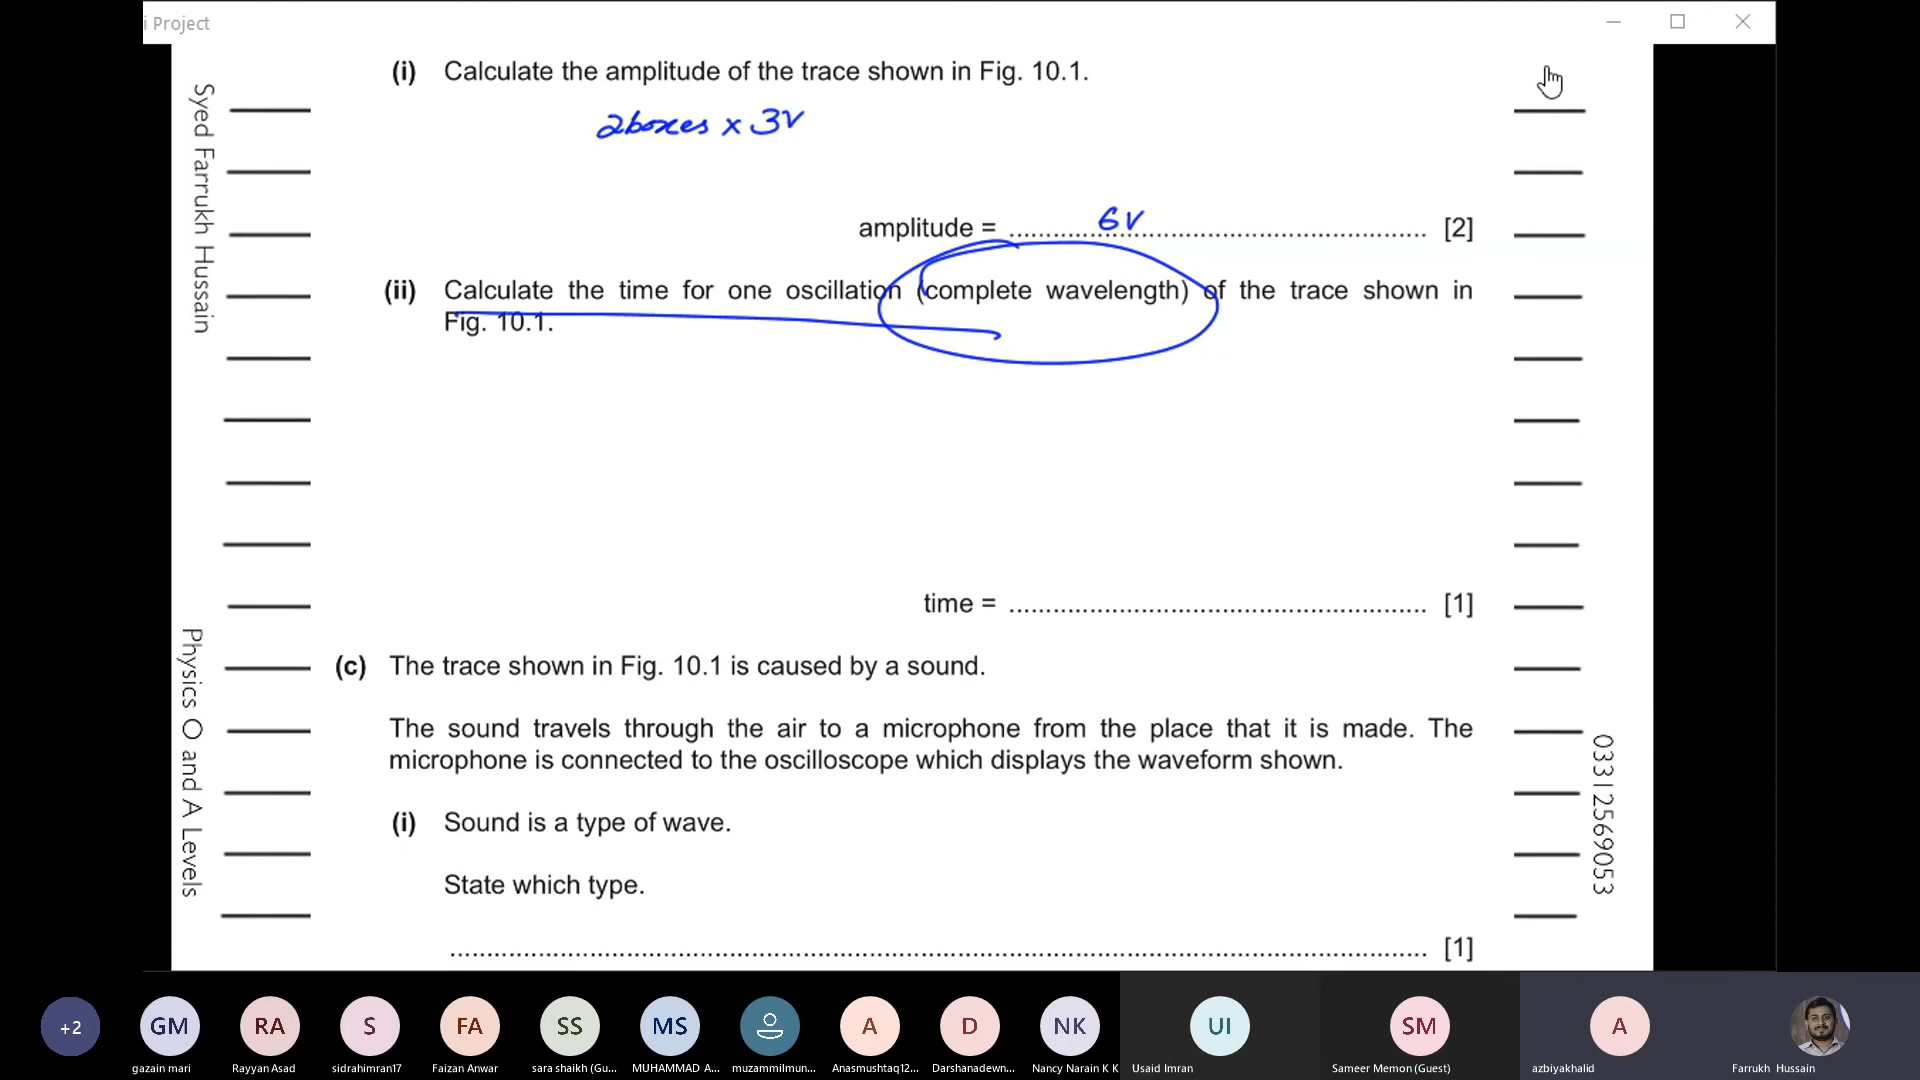 i Project
(i) Calculate the amplitude of the trace shown in Fig. 10.1.
2boxes x 3V
amplitude = ........................................................ [2]
6V
(ii) Calculate the time for one oscillation (complete wavelength) of the trace shown in
Fig. 10.1.
time = ........................................................ [1]
(c) The trace shown in Fig. 10.1 is caused by a sound.
The sound travels through the air to a microphone from the place that it is made. The
microphone is connected to the oscilloscope which displays the waveform shown.
(i) Sound is a type of wave.
State which type.
........................................................ [1]
Syed Farrukh Hussain
Physics O and A Levels
03312569053
+2
GM
RA
S
FA
SS
MS
A
D
NK
UI
SM
A
gazain mari
Rayyan Asad
sidrahimran17
Faizan Anwar
sara shaikh (Gu...
MUHAMMAD A...
muzammilmun...
Anasmushtaq12...
Darshanadewn...
Nancy Narain K K
Usaid Imran
Sameer Memon (Guest)
azbiyakhalid
Farrukh Hussain